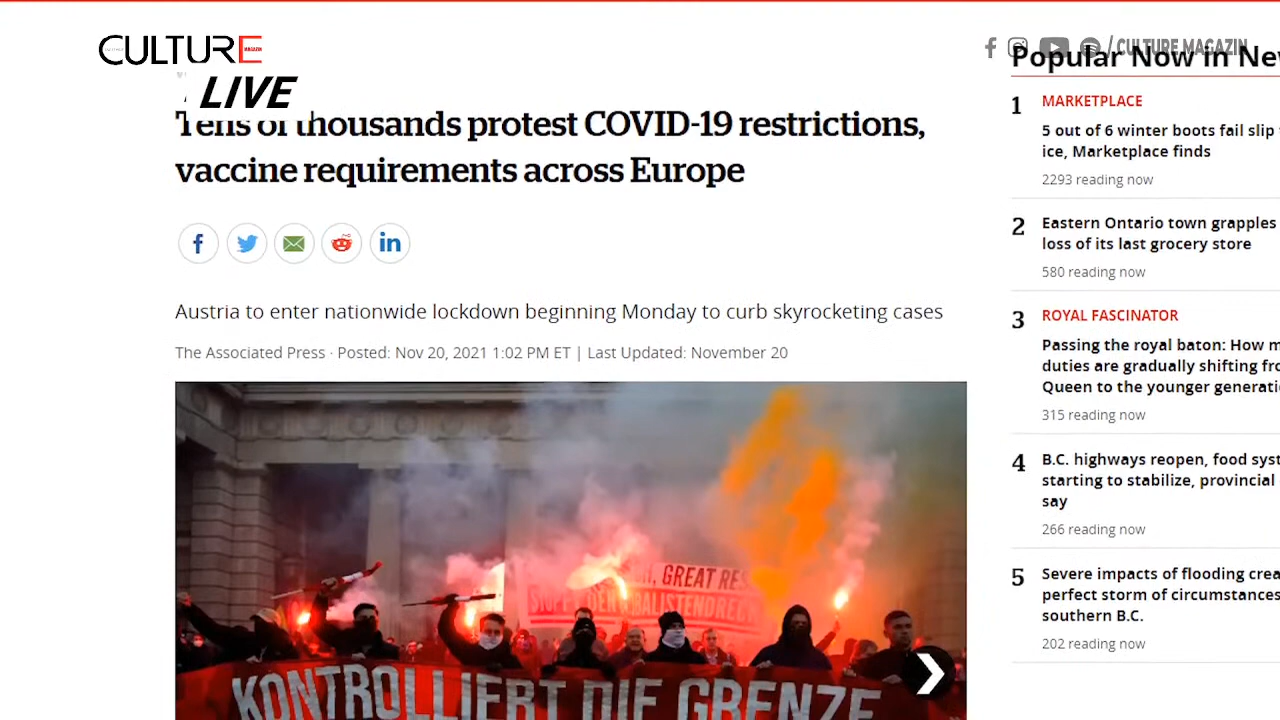 CULTURE
MAGAZIN
LIVE
/ CULTURE MAGAZIN
Tens of thousands protest COVID-19 restrictions,
vaccine requirements across Europe
Austria to enter nationwide lockdown beginning Monday to curb skyrocketing cases
The Associated Press · Posted: Nov 20, 2021 1:02 PM ET | Last Updated: November 20
GREAT RES
KONTROLLIERT DIE GRENZE
Popular Now in Ne
1 MARKETPLACE
5 out of 6 winter boots fail slip
ice, Marketplace finds
2293 reading now
2 Eastern Ontario town grapples
loss of its last grocery store
580 reading now
3 ROYAL FASCINATOR
Passing the royal baton: How m
duties are gradually shifting fro
Queen to the younger generati
315 reading now
4 B.C. highways reopen, food syst
starting to stabilize, provincial
say
266 reading now
5 Severe impacts of flooding crea
perfect storm of circumstances
southern B.C.
202 reading now